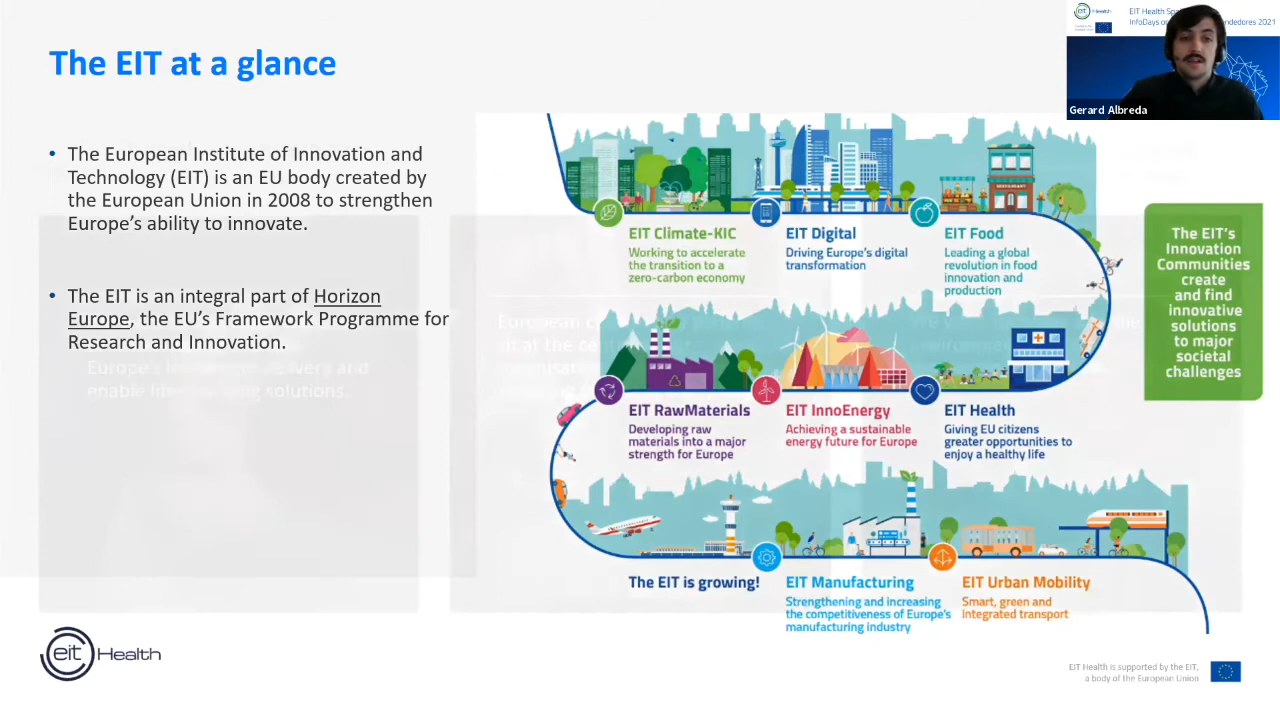 The EIT at a glance
• The European Institute of Innovation and
Technology (EIT) is an EU body created by
the European Union in 2008 to strengthen
Europe's ability to innovate.
• The EIT is an integral part of Horizon
Europe, the EU's Framework Programme for
Research and Innovation.
Europe's
delivery and
enable
solutions.
eit Health
EIT Health
InfoDays
ndedores 2021
Gerard Albreda
RESTAURANT
EIT Climate-KIC
Working to accelerate
the transition to a
zero-carbon economy
EIT Digital
Driving Europe's digital
transformation
EIT Food
Leading a global
revolution in food
innovation and
production
EIT RawMaterials
Developing raw
materials into a major
strength for Europe
EIT InnoEnergy
Achieving a sustainable
energy future for Europe
EIT Health
Giving EU citizens
greater opportunities to
enjoy a healthy life
The EIT is growing!
EIT Manufacturing
Strengthening and increasing
the competitiveness of Europe's
manufacturing industry
EIT Urban Mobility
Smart, green and
integrated transport
The EIT's
Innovation
Communities
create
and find
innovative
solutions
to major
societal
challenges
eit Health
EIT Health is supported by the EIT,
a body of the European Union